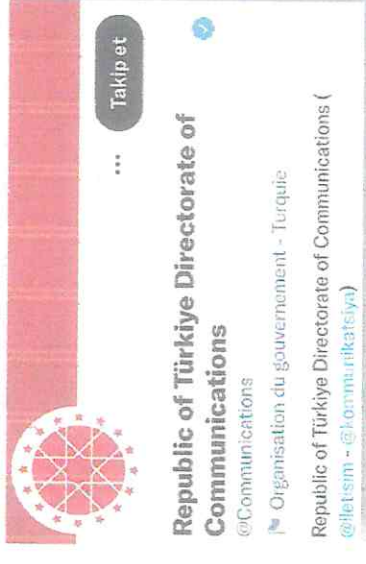 Takip et
Republic of Türkiye Directorate of
Communications
@Communications
Organisation du gouvernement - Turquie
Republic of Türkiye Directorate of Communications (
@Iletisim - @kommunikatsiya)